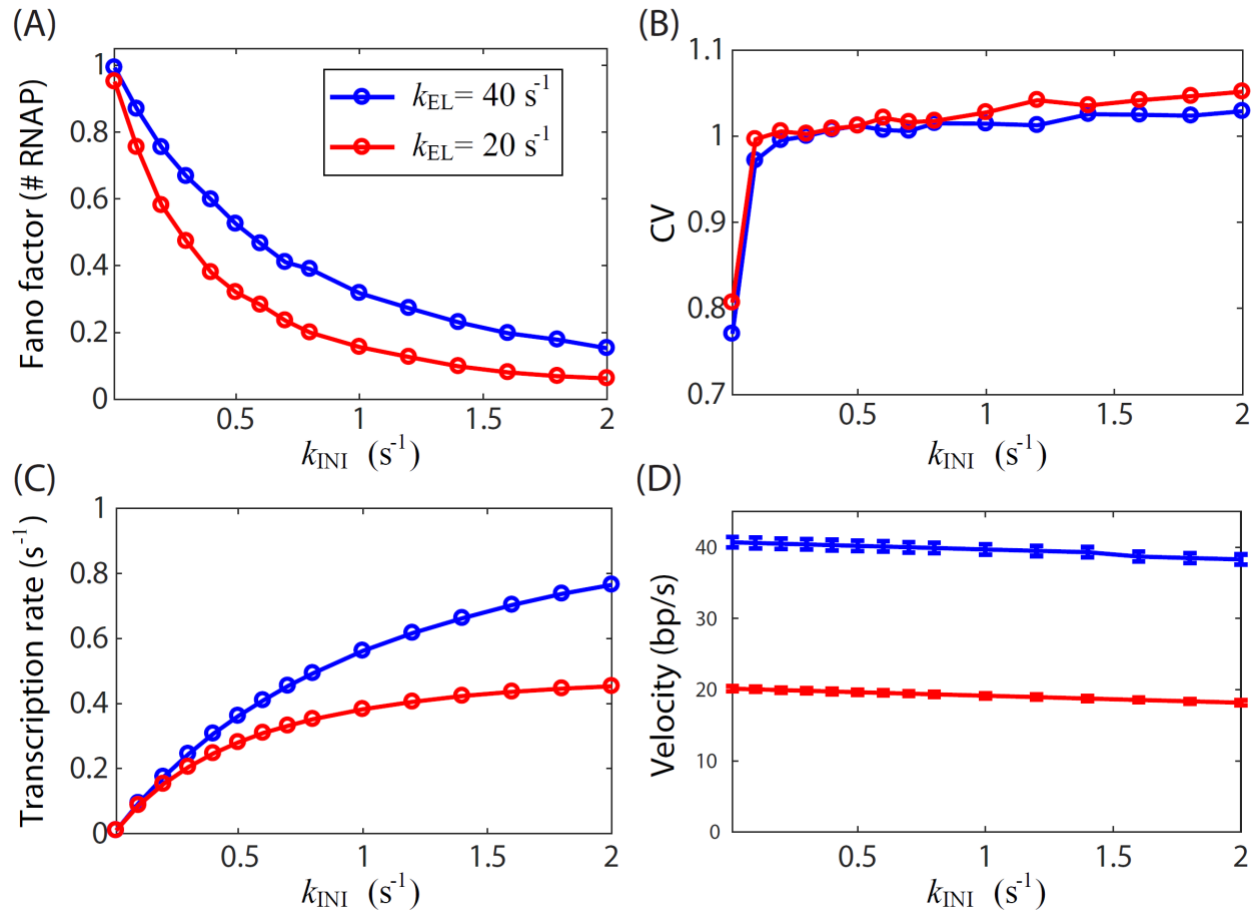 (A)
Fano factor (# RNAP)
1
0.8
0.6
0.4
0.2
0
k_EL = 40 s⁻¹
k_EL = 20 s⁻¹
0.5
1
1.5
2
k_INI (s⁻¹)
(B)
CV
1.1
1
0.9
0.8
0.7
0.5
1
1.5
2
k_INI (s⁻¹)
(C)
Transcription rate (s⁻¹)
1
0.8
0.6
0.4
0.2
0
0.5
1
1.5
2
k_INI (s⁻¹)
(D)
Velocity (bp/s)
40
30
20
10
0
0.5
1
1.5
2
k_INI (s⁻¹)